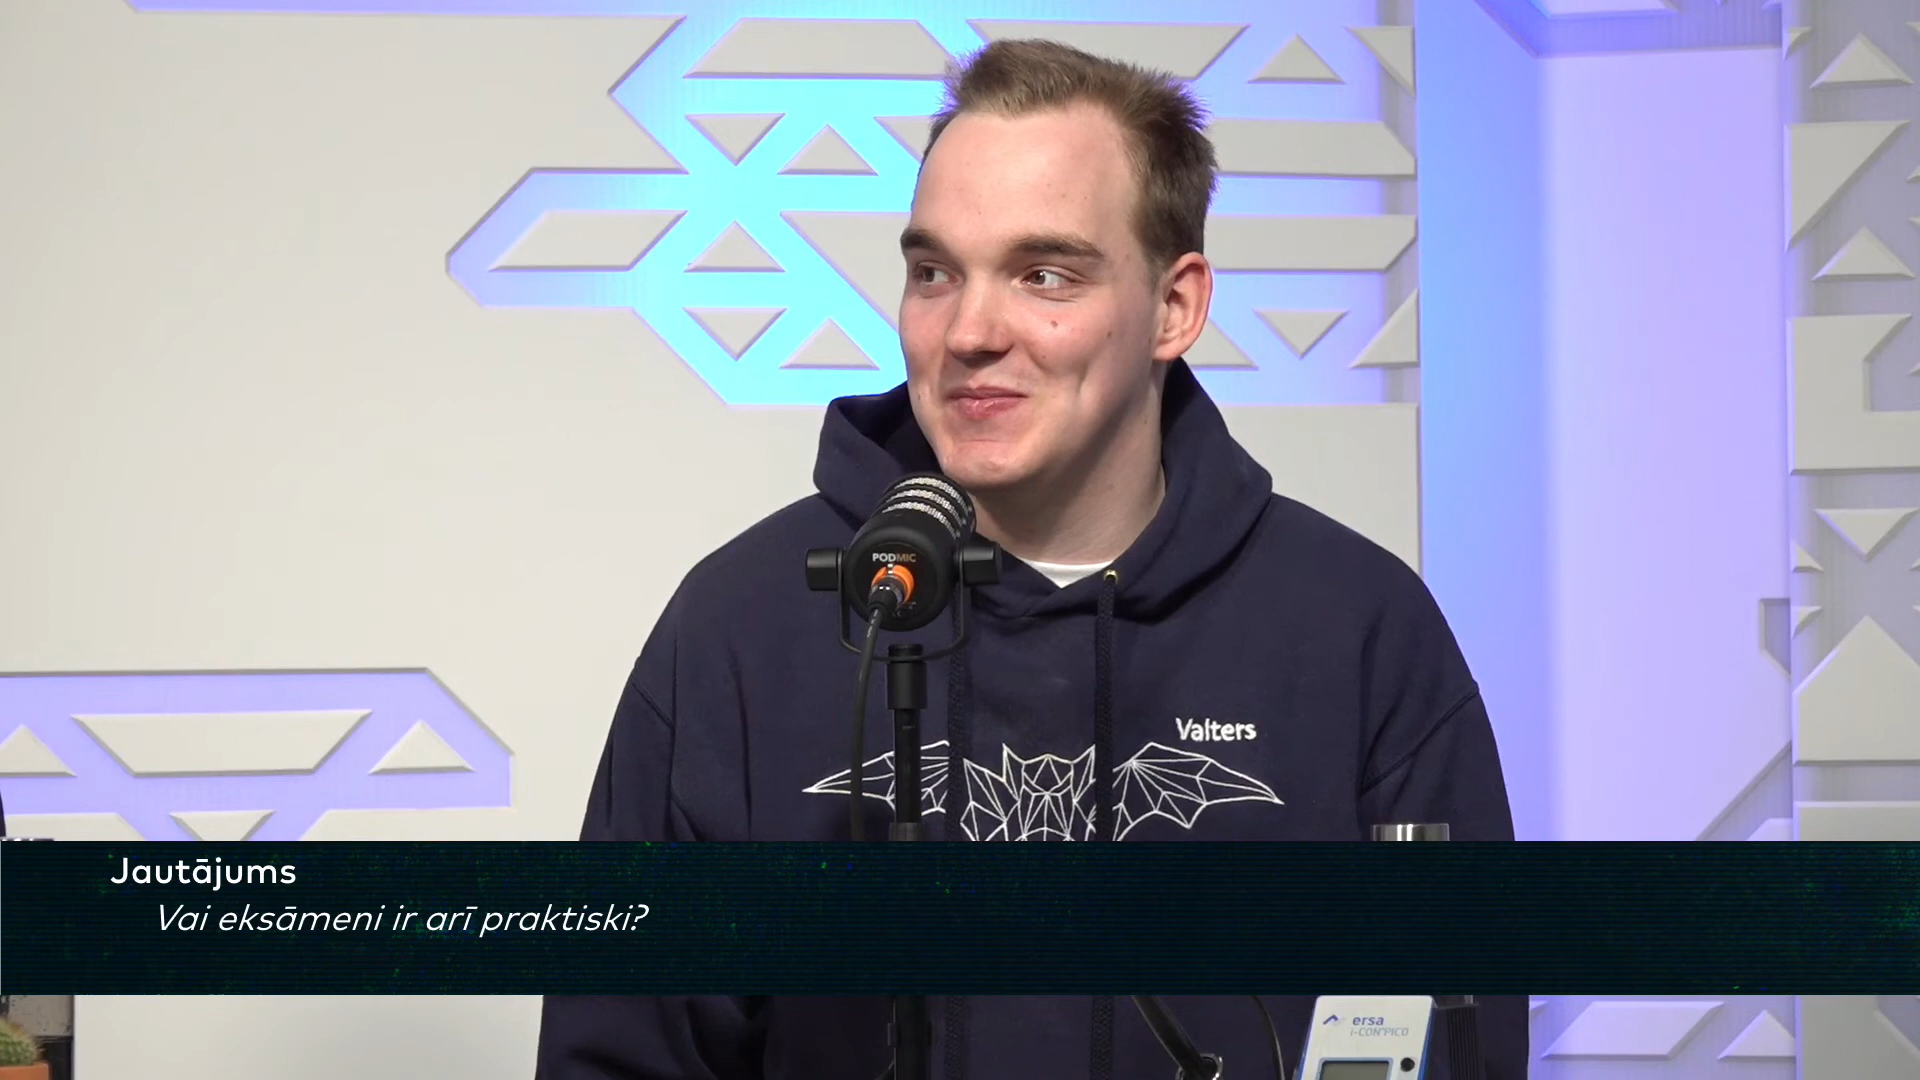 PODMIC
Valters
Jautājums
Vai eksāmeni ir arī praktiski?
ersa
i-CON PICO